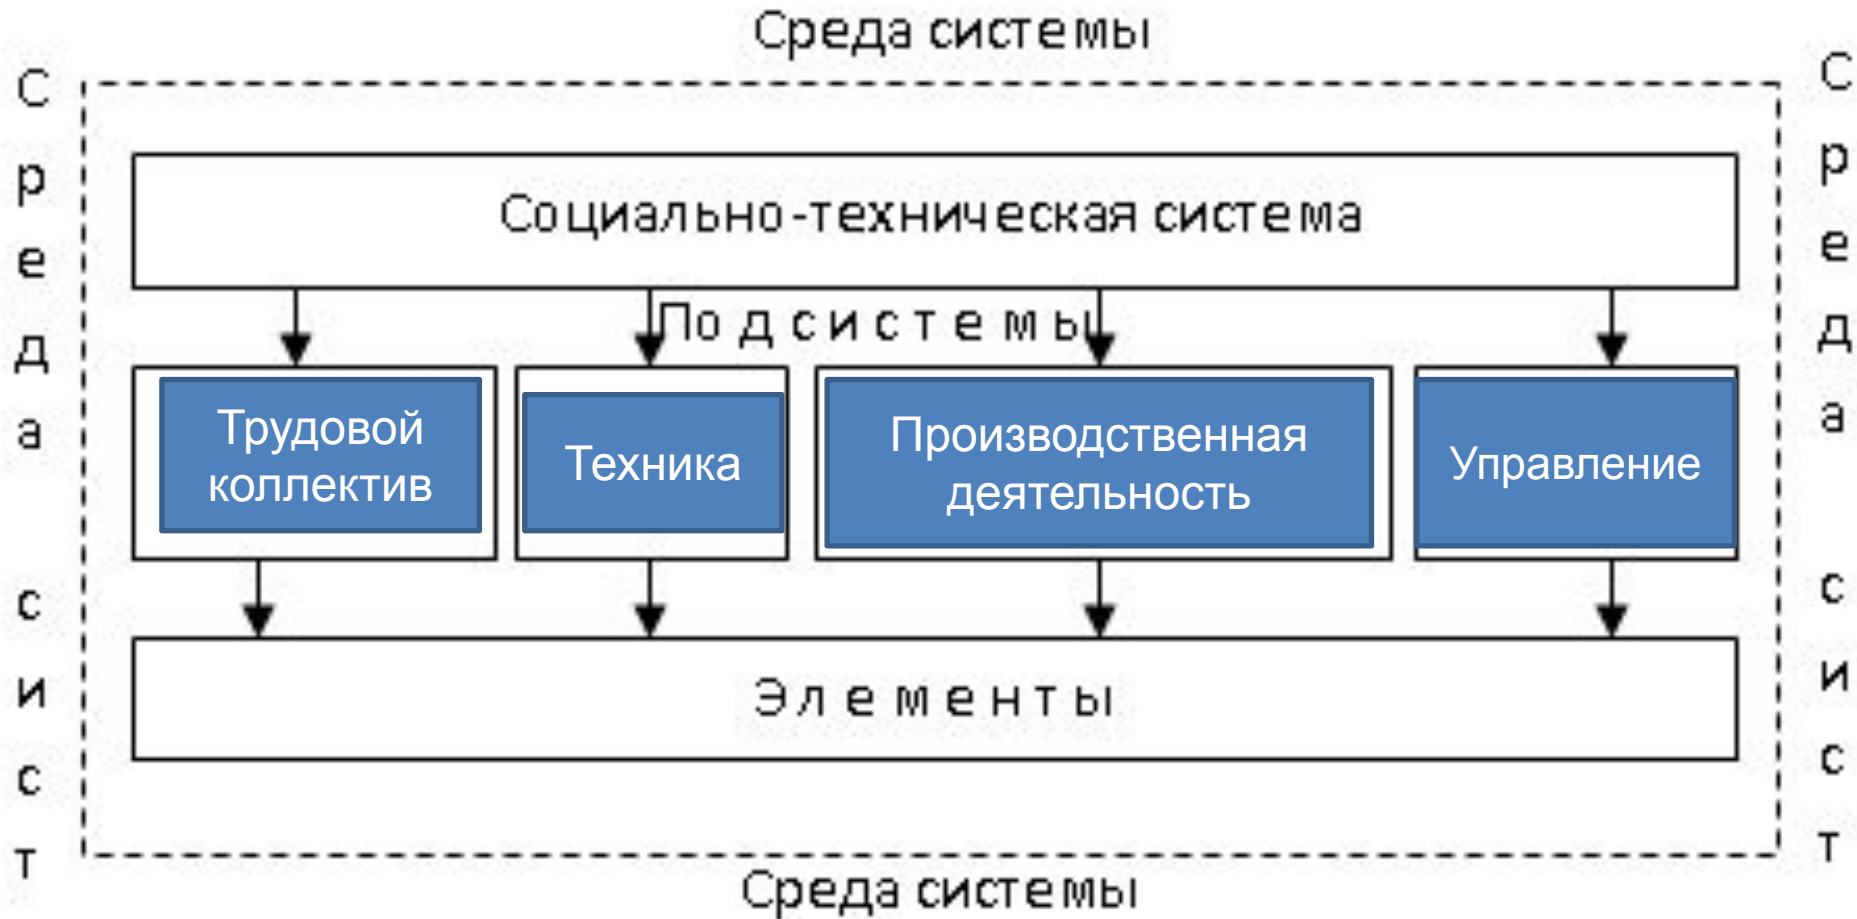 Среда системы
Социально-техническая система
Подсистемы
Трудовой
коллектив
Техника
Производственная
деятельность
Управление
Элементы
Среда системы
Среда сист
Среда сист